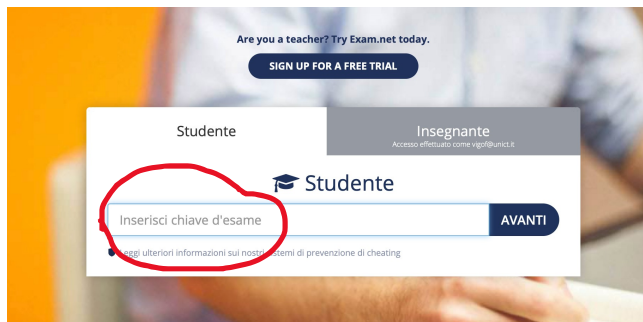 Are you a teacher? Try Exam.net today.
SIGN UP FOR A FREE TRIAL
Studente
Insegnante
Accesso effettuato come vigof@unict.it
Studente
Inserisci chiave d'esame
AVANTI
Leggi ulteriori informazioni sui nostri sistemi di prevenzione di cheating